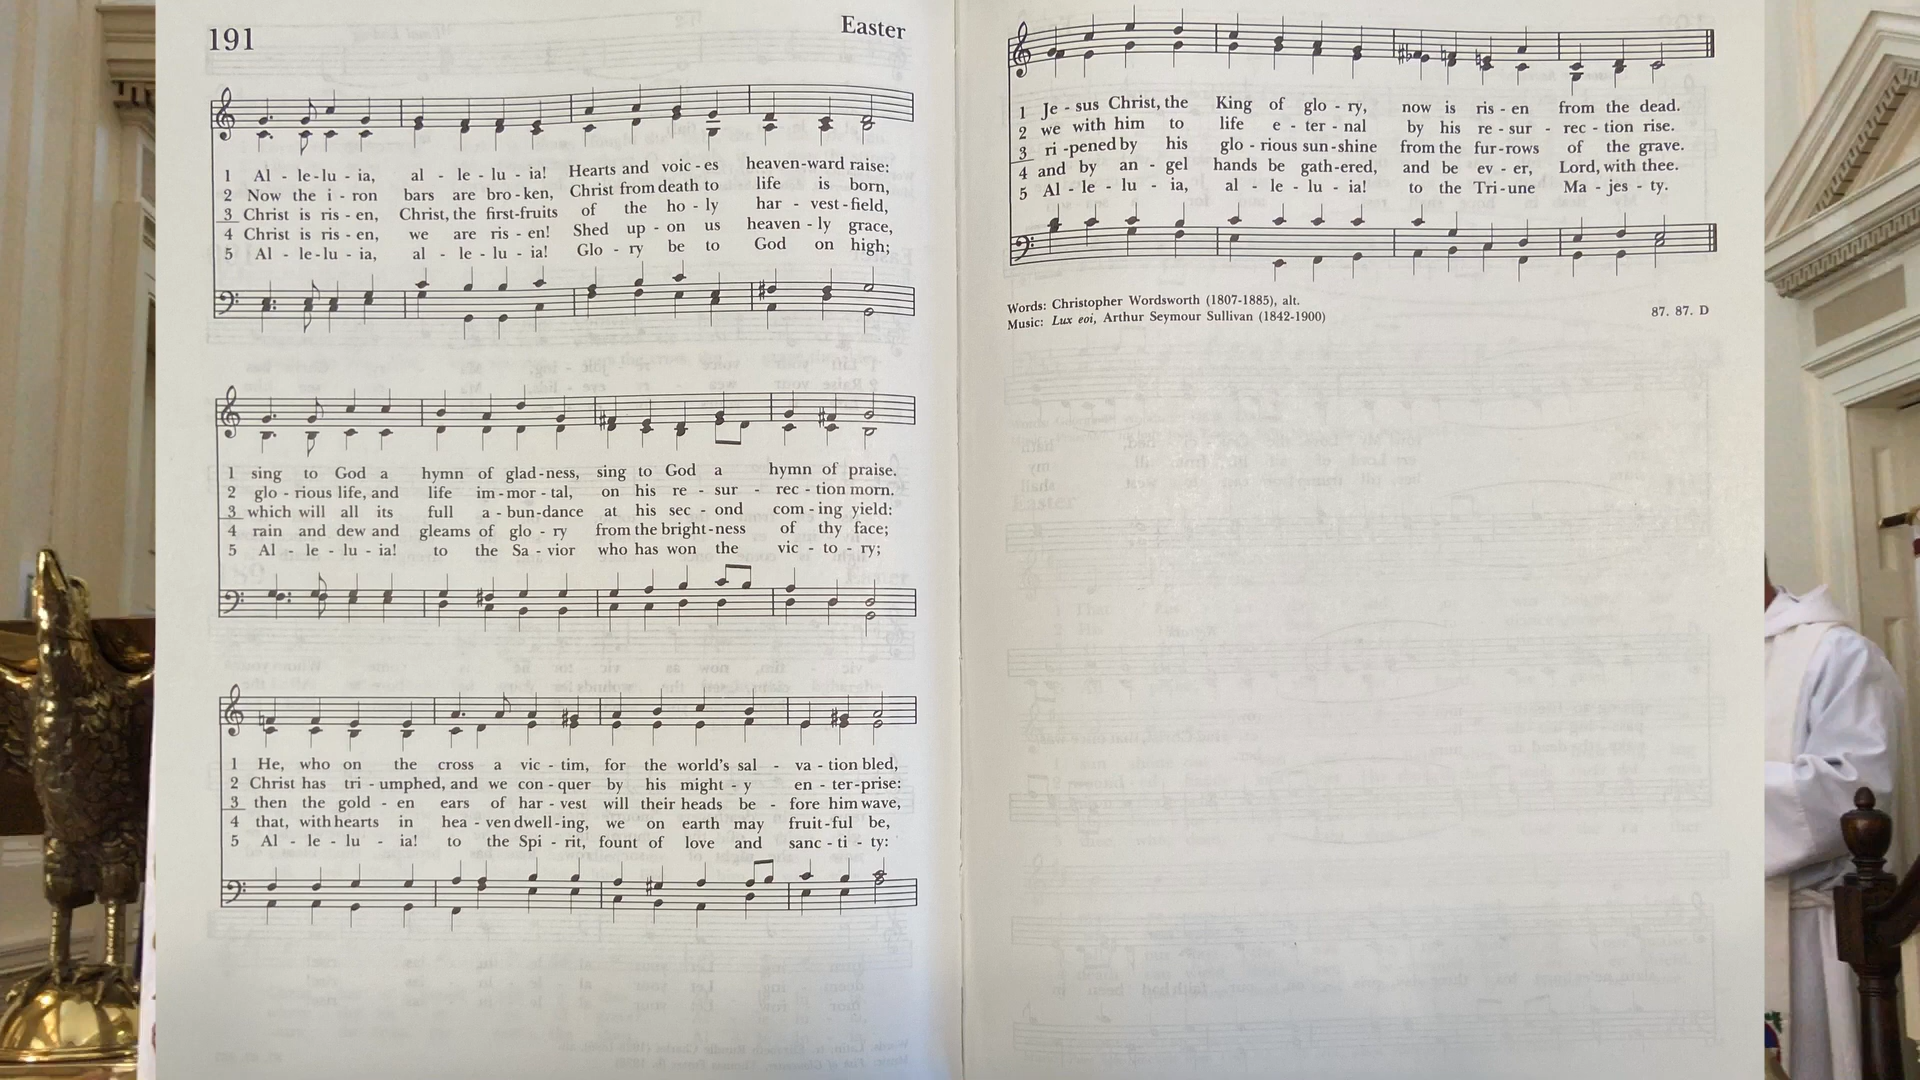 191
Easter
1 Al - le - lu - ia, al - le - lu - ia! Hearts and voic - es heaven-ward raise:
2 Now the i - ron bars are bro - ken, Christ from death to life is born,
3 Christ is ris - en, Christ, the first-fruits of the ho - ly har - vest-field,
4 Christ is ris - en, we are ris - en! Shed up - on us heaven - ly grace,
5 Al - le - lu - ia, al - le - lu - ia! Glo - ry be to God on high;
1 sing to God a hymn of glad - ness, sing to God a hymn of praise.
2 glo - rious life, and life im - mor - tal, on his re - sur - rec - tion morn.
3 which will all its full a - bun - dance at his sec - ond com - ing yield:
4 rain and dew and gleams of glo - ry from the bright - ness of thy face;
5 Al - le - lu - ia! to the Sa - vior who has won the vic - to - ry;
1 He, who on the cross a vic - tim, for the world's sal - va - tion bled,
2 Christ has tri - umphed, and we con - quer by his might - y en - ter - prise:
3 then the gold - en ears of har - vest will their heads be - fore him wave,
4 that, with hearts in hea - ven dwell - ing, we on earth may fruit - ful be,
5 Al - le - lu - ia! to the Spi - rit, fount of love and sanc - ti - ty:
1 Je - sus Christ, the King of glo - ry, now is ris - en from the dead.
2 we with him to life e - ter - nal by his re - sur - rec - tion rise.
3 ri - pened by his glo - rious sun - shine from the fur - rows of the grave.
4 and by an - gel hands be gath - ered, and be ev - er, Lord, with thee.
5 Al - le - lu - ia, al - le - lu - ia! to the Tri - une Ma - jes - ty.
Words: Christopher Wordsworth (1807-1885), alt.
Music: Lux eoi, Arthur Seymour Sullivan (1842-1900)
87. 87. D